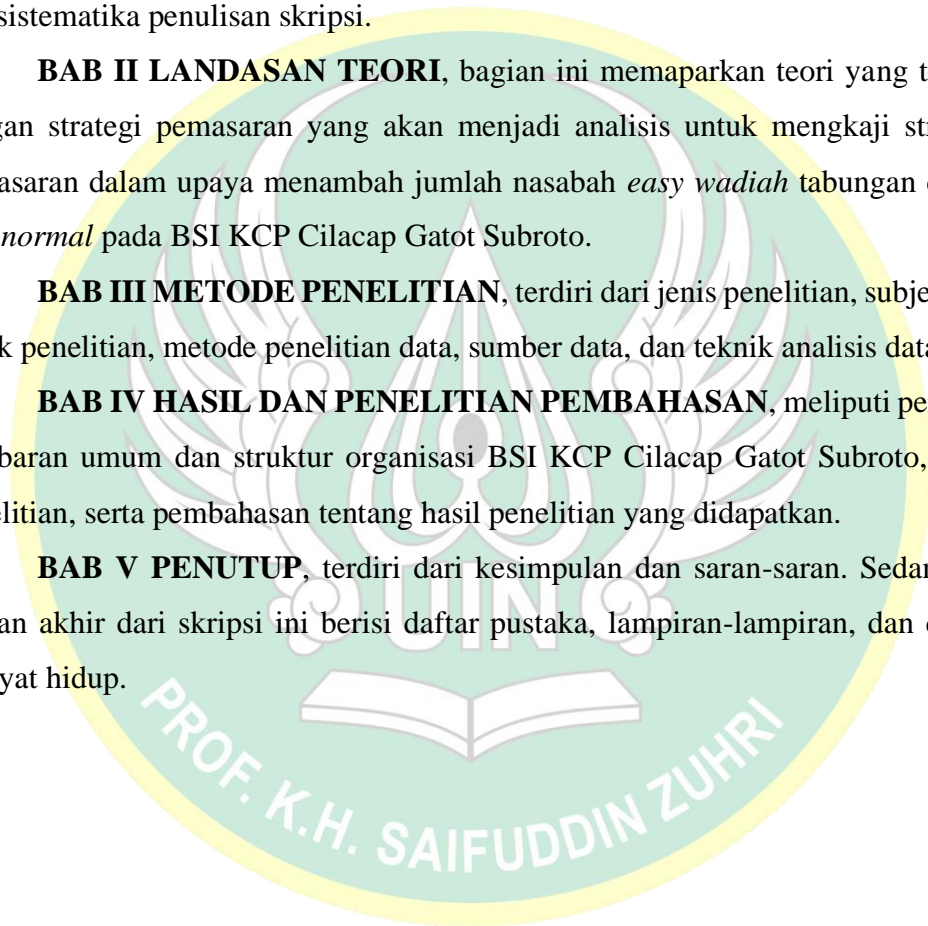 sistematika penulisan skripsi.
BAB II LANDASAN TEORI, bagian ini memaparkan teori yang t
gan strategi pemasaran yang akan menjadi analisis untuk mengkaji str
asaran dalam upaya menambah jumlah nasabah easy wadiah tabungan
normal pada BSI KCP Cilacap Gatot Subroto.
BAB III METODE PENELITIAN, terdiri dari jenis penelitian, subje
k penelitian, metode penelitian data, sumber data, dan teknik analisis data
BAB IV HASIL DAN PENELITIAN PEMBAHASAN, meliputi pe
baran umum dan struktur organisasi BSI KCP Cilacap Gatot Subroto,
elitian, serta pembahasan tentang hasil penelitian yang didapatkan.
BAB V PENUTUP, terdiri dari kesimpulan dan saran-saran. Sedar
an akhir dari skripsi ini berisi daftar pustaka, lampiran-lampiran, dan
yat hidup.
UIN
PROF. K.H. SAIFUDDIN ZUHRI